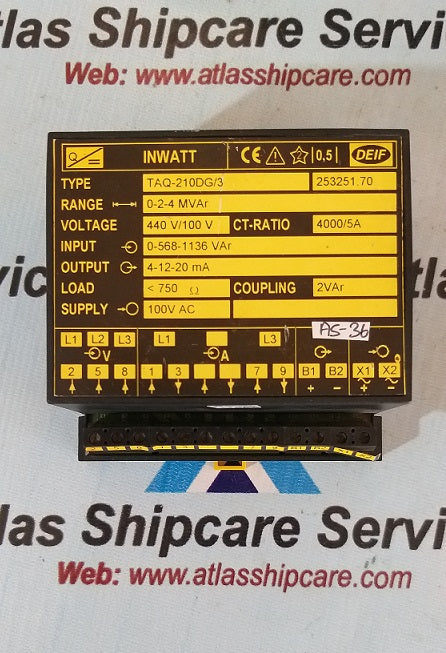 Atlas Shipcare Servic
Web: www.atlasshipcare.com
Q INWATT CE 2 0,5 DEIF
TYPE TAQ-210DG/3 253251.70
RANGE 0-2-4 MVAr
VOLTAGE 440 V/100 V CT-RATIO 4000/5A
INPUT 0-568-1136 VAr
OUTPUT 4-12-20 mA
LOAD < 750 Ω COUPLING 2VAr
SUPPLY 100V AC
AS-36
L1 L2 L3 L1 L3
V A
2 5 8 1 3 7 9 B1 B2 X1 X2
+ - + ~ ~
tlas Shipcare Servi
Web: www.atlasshipcare.com